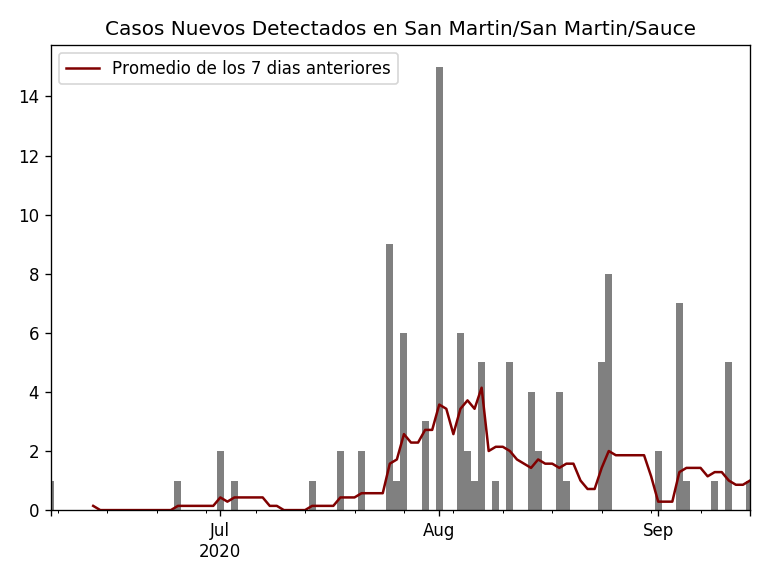 Casos Nuevos Detectados en San Martin/San Martin/Sauce
Promedio de los 7 dias anteriores
14
12
10
8
6
4
2
0
Jul
2020
Aug
Sep